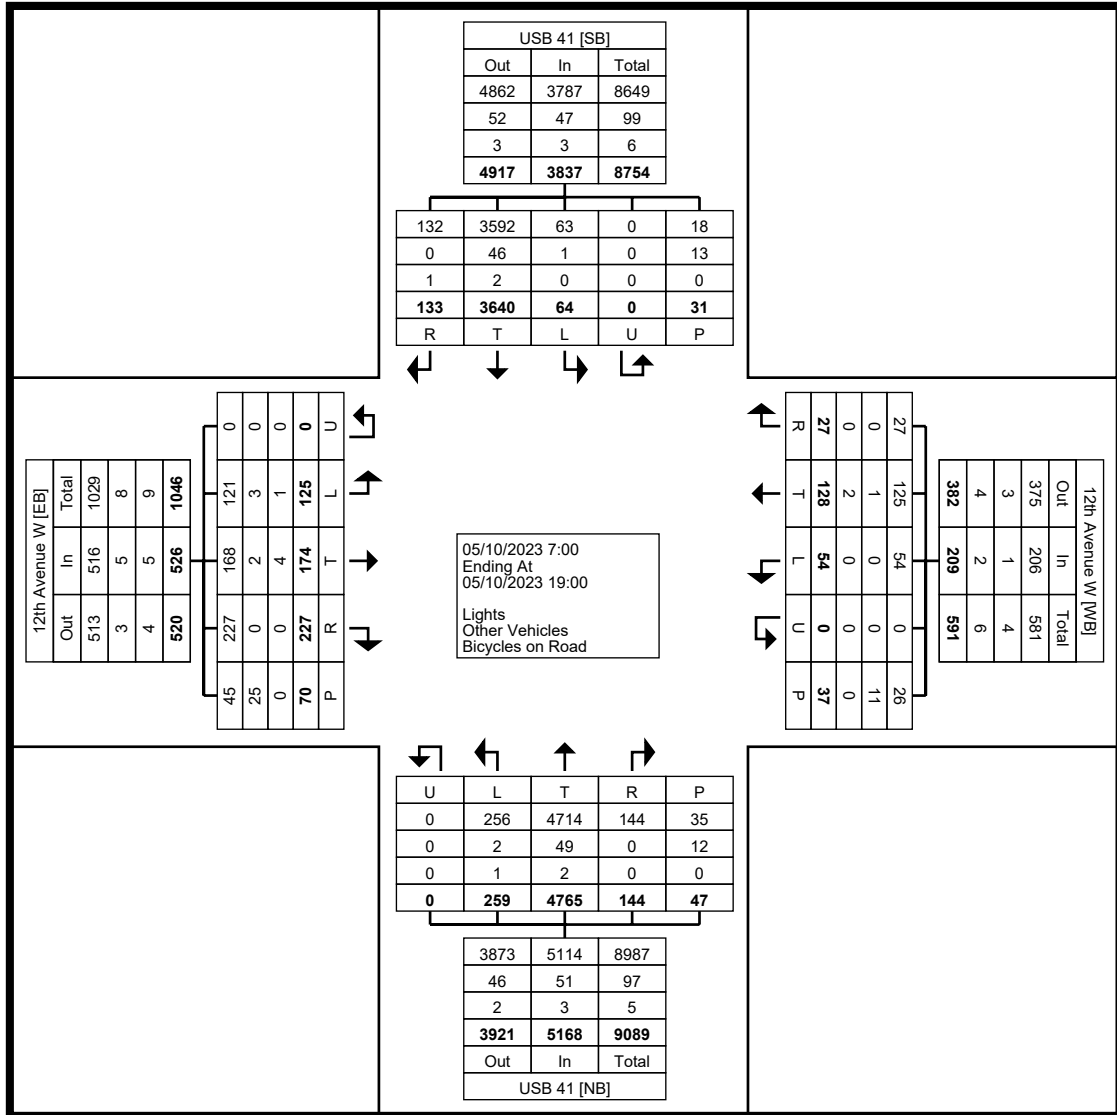 USB 41 [SB]
Out In Total
4862 3787 8649
52 47 99
3 3 6
4917 3837 8754
132 3592 63 0 18
0 46 1 0 13
1 2 0 0 0
133 3640 64 0 31
R T L U P
12th Avenue W [EB]
Total 1029 8 9 1046
In 516 5 5 526
Out 513 3 4 520
0 0 0 0 U
121 3 1 125 L
168 2 4 174 T
227 0 0 227 R
45 25 0 70 P
05/10/2023 7:00
Ending At
05/10/2023 19:00
Lights
Other Vehicles
Bicycles on Road
R 27 0 0 27
T 128 2 1 125
L 54 0 0 54
U 0 0 0 0
P 37 0 11 26
382 4 3 375 Out
209 2 1 206 In
591 6 4 581 Total
12th Avenue W [WB]
U L T R P
0 256 4714 144 35
0 2 49 0 12
0 1 2 0 0
0 259 4765 144 47
3873 5114 8987
46 51 97
2 3 5
3921 5168 9089
Out In Total
USB 41 [NB]